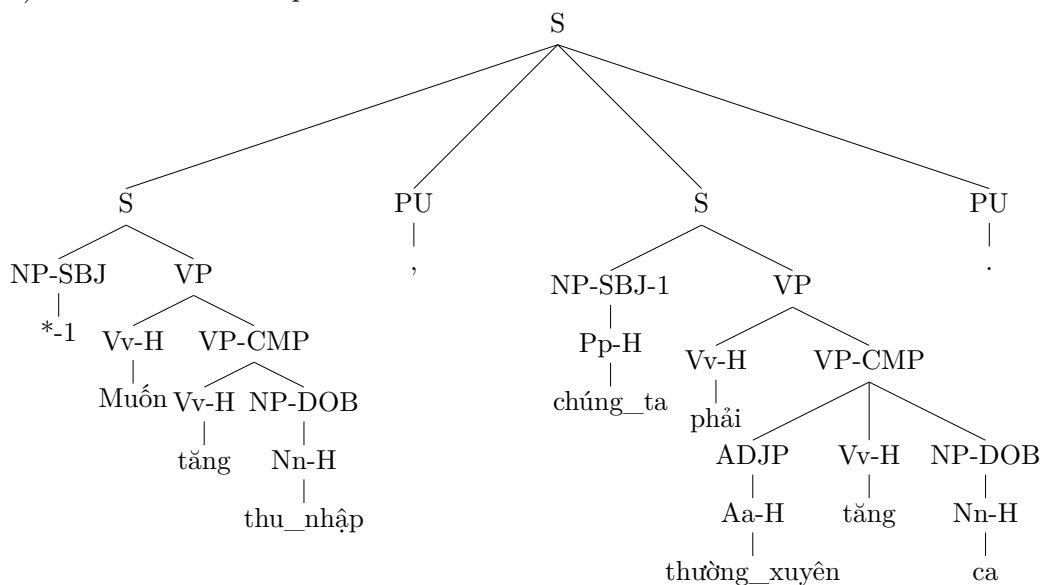 S
S PU S PU
NP-SBJ VP , NP-SBJ-1 VP .
*-1 Vv-H VP-CMP Pp-H Vv-H VP-CMP
Muốn Vv-H NP-DOB chúng_ta phải
tăng Nn-H ADJP Vv-H NP-DOB
thu_nhập Aa-H tăng Nn-H
thường_xuyên ca